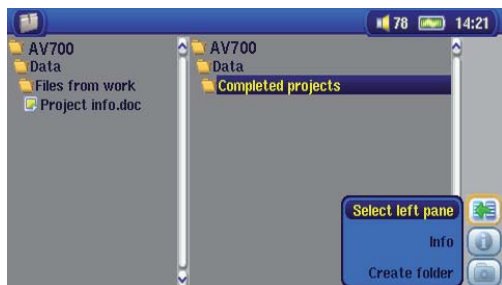 78 14:21
AV700
Data
Files from work
Project info.doc
AV700
Data
Completed projects
Select left pane
Info
Create folder